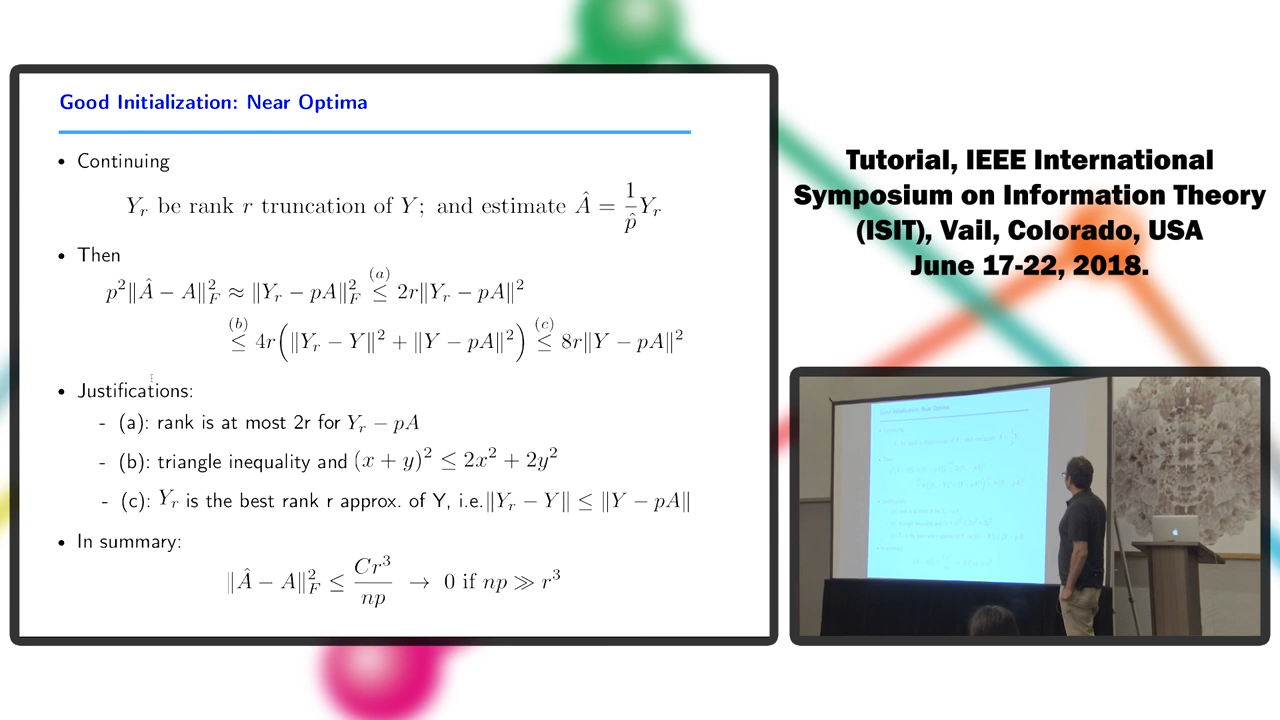 Good Initialization: Near Optima
• Continuing
Y_r be rank r truncation of Y; and estimate Â = 1/p̂ Y_r
• Then
p²‖Â − A‖²_F ≈ ‖Y_r − pA‖²_F ≤^(a) 2r‖Y_r − pA‖²
≤^(b) 4r(‖Y_r − Y‖² + ‖Y − pA‖²) ≤^(c) 8r‖Y − pA‖²
• Justifications:
- (a): rank is at most 2r for Y_r − pA
- (b): triangle inequality and (x + y)² ≤ 2x² + 2y²
- (c): Y_r is the best rank r approx. of Y, i.e. ‖Y_r − Y‖ ≤ ‖Y − pA‖
• In summary:
‖Â − A‖²_F ≤ Cr³/np → 0 if np ≫ r³
Tutorial, IEEE International
Symposium on Information Theory
(ISIT), Vail, Colorado, USA
June 17-22, 2018.
Good Initialization: Near Optima